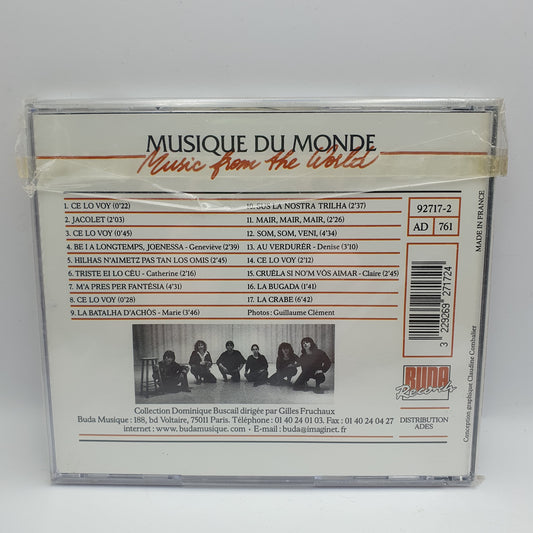 MUSIQUE DU MONDE
Music from the World
1. CE LO VOY (0'22)
2. JACOLET (2'03)
3. CE LO VOY (0'45)
4. BE I A LONGTEMPS, JOENESSA - Geneviève (2'39)
5. HILHAS N'AIMETZ PAS TAN LOS OMIS (2'45)
6. TRISTE EI LO CÉU - Catherine (2'16)
7. M'A PRES PER FANTÉSIA (4'31)
8. CE LO VOY (0'28)
9. LA BATALHA D'ACHÒS - Marie (3'46)
10. SUS LA NOSTRA TRILHA (2'37)
11. MAIR, MAIR, MAIR, (2'26)
12. SOM, SOM, VENI, (4'34)
13. AU VERDURÈR - Denise (3'10)
14. CE LO VOY (2'12)
15. CRUÈLA SI NO'M VÒS AIMAR - Claire (2'45)
16. LA BUGADA (1'41)
17. LA CRABE (6'42)
Photos : Guillaume Clément
92717-2
AD 761
MADE IN FRANCE
3 229269 271724
BUDA
Records
DISTRIBUTION
ADES
Conception graphique Claudine Combalier
Collection Dominique Buscail dirigée par Gilles Fruchaux
Buda Musique : 188, bd Voltaire, 75011 Paris. Téléphone : 01 40 24 01 03. Fax : 01 40 24 04 27
internet : www.budamusique.com • E-mail : buda@imaginet.fr